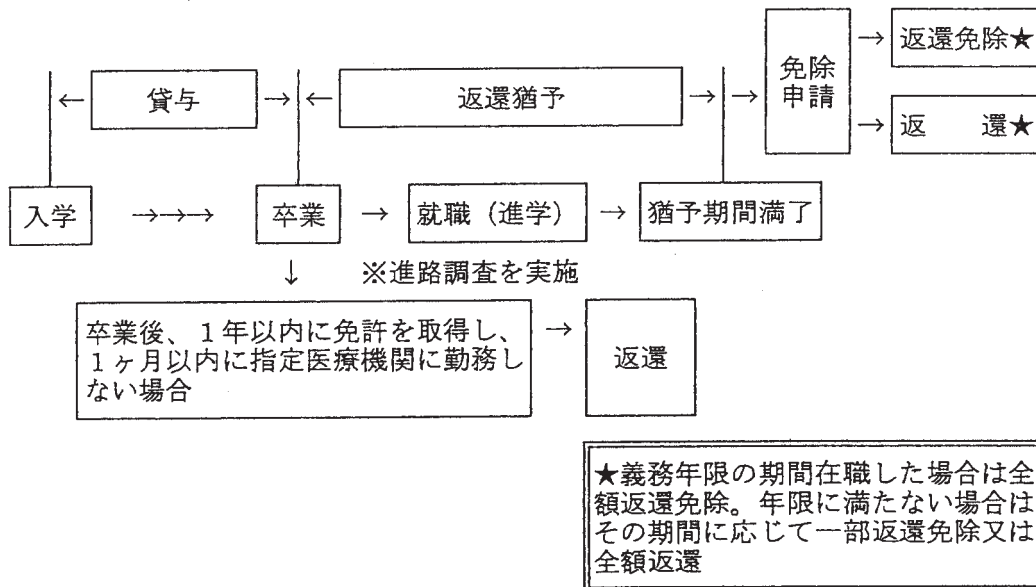 返還免除★
免除
申請
← 貸与 → ← 返還猶予 → →
→
→
返　　還★
入学 →→→ 卒業 → 就職（進学） → 猶予期間満了
↓ ※進路調査を実施
卒業後、１年以内に免許を取得し、
１ヶ月以内に指定医療機関に勤務し
ない場合
→ 返還
★義務年限の期間在職した場合は全
額返還免除。年限に満たない場合は
その期間に応じて一部返還免除又は
全額返還